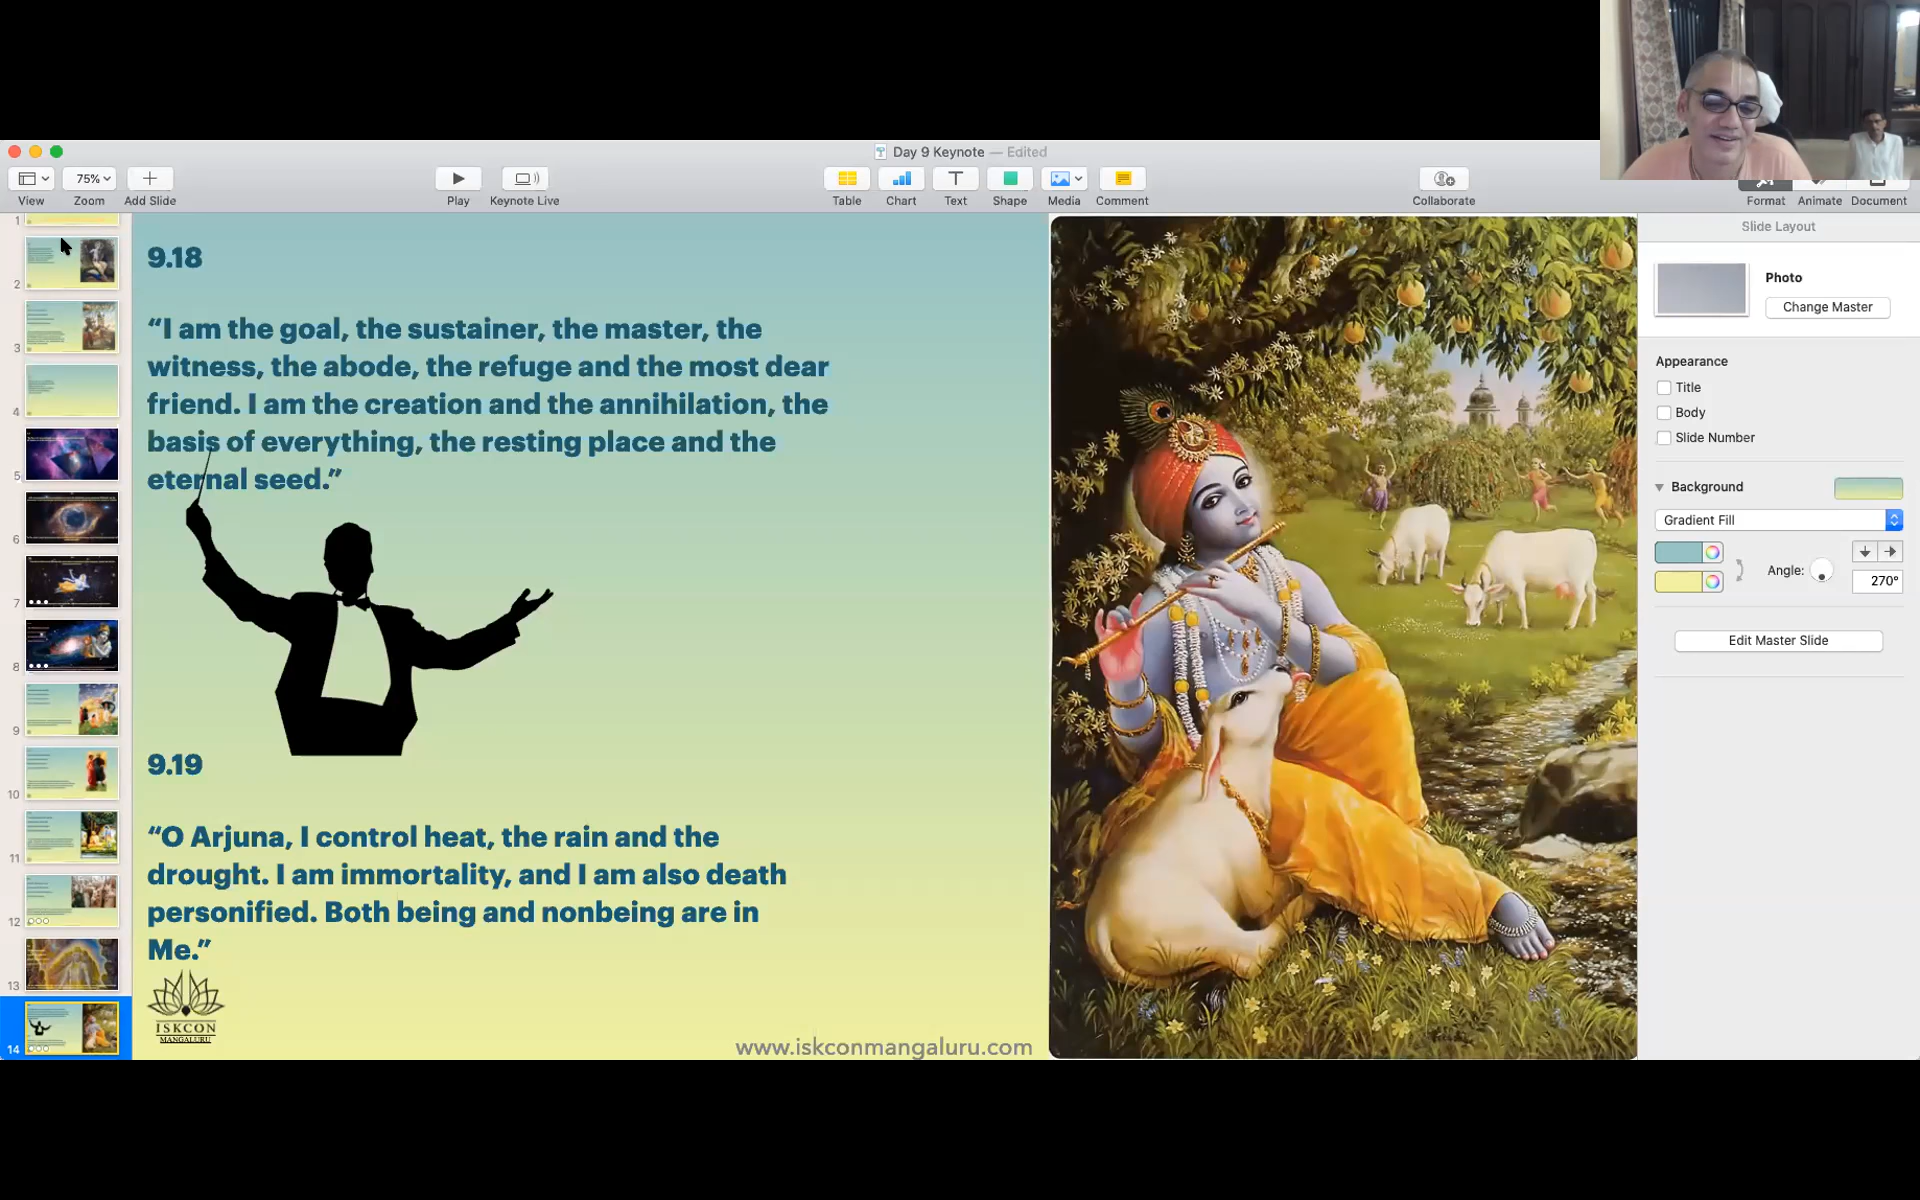 Day 9 Keynote — Edited
75%
View
Zoom
Add Slide
Play
Keynote Live
Table
Chart
Text
Shape
Media
Comment
Collaborate
Format
Animate
Document
1
2
3
4
5
6
7
8
9
10
11
12
13
14
9.18
“I am the goal, the sustainer, the master, the
witness, the abode, the refuge and the most dear
friend. I am the creation and the annihilation, the
basis of everything, the resting place and the
eternal seed.”
9.19
“O Arjuna, I control heat, the rain and the
drought. I am immortality, and I am also death
personified. Both being and nonbeing are in
Me.”
ISKCON
MANGALURU
www.iskconmangaluru.com
Slide Layout
Photo
Change Master
Appearance
Title
Body
Slide Number
Background
Gradient Fill
Angle:
270°
Edit Master Slide